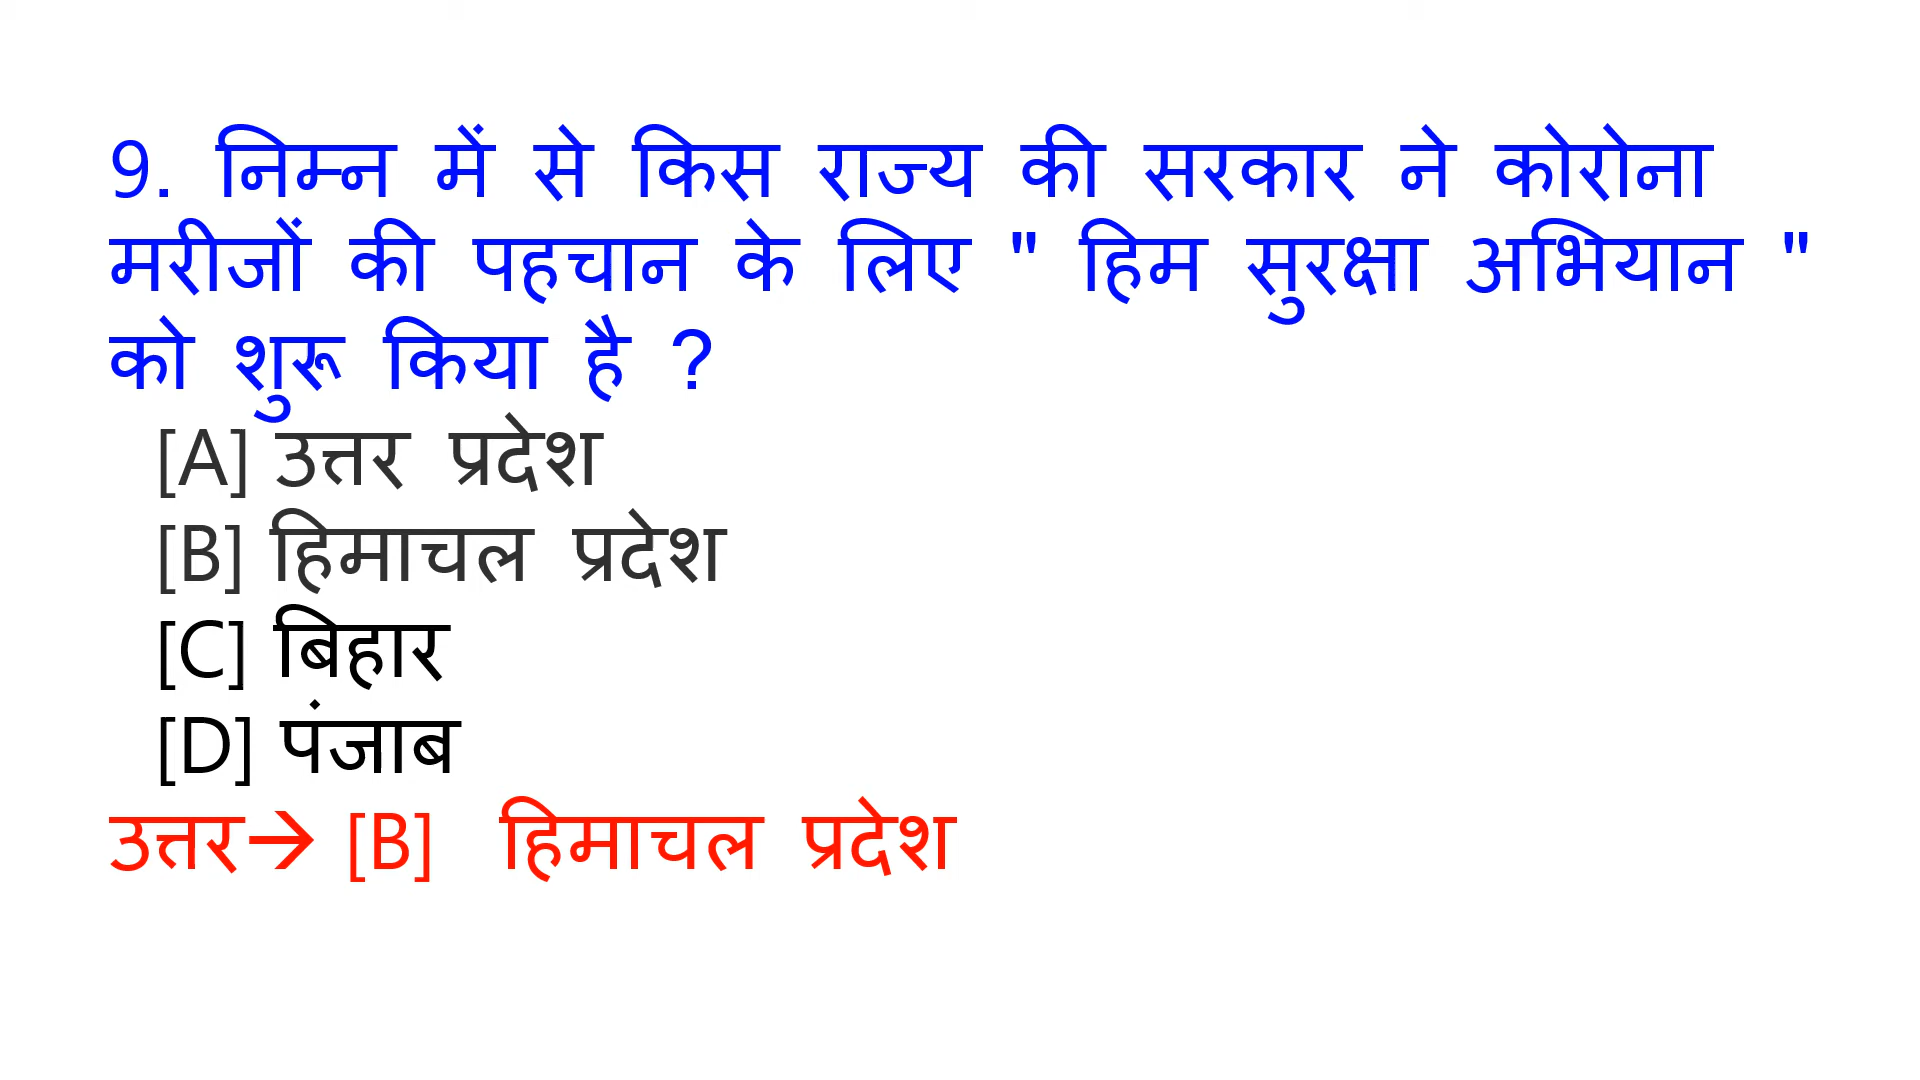 9. निम्न में से किस राज्य की सरकार ने कोरोना
मरीजों की पहचान के लिए " हिम सुरक्षा अभियान "
को शुरू किया है ?
[A] उत्तर प्रदेश
[B] हिमाचल प्रदेश
[C] बिहार
[D] पंजाब
उत्तर→ [B] हिमाचल प्रदेश